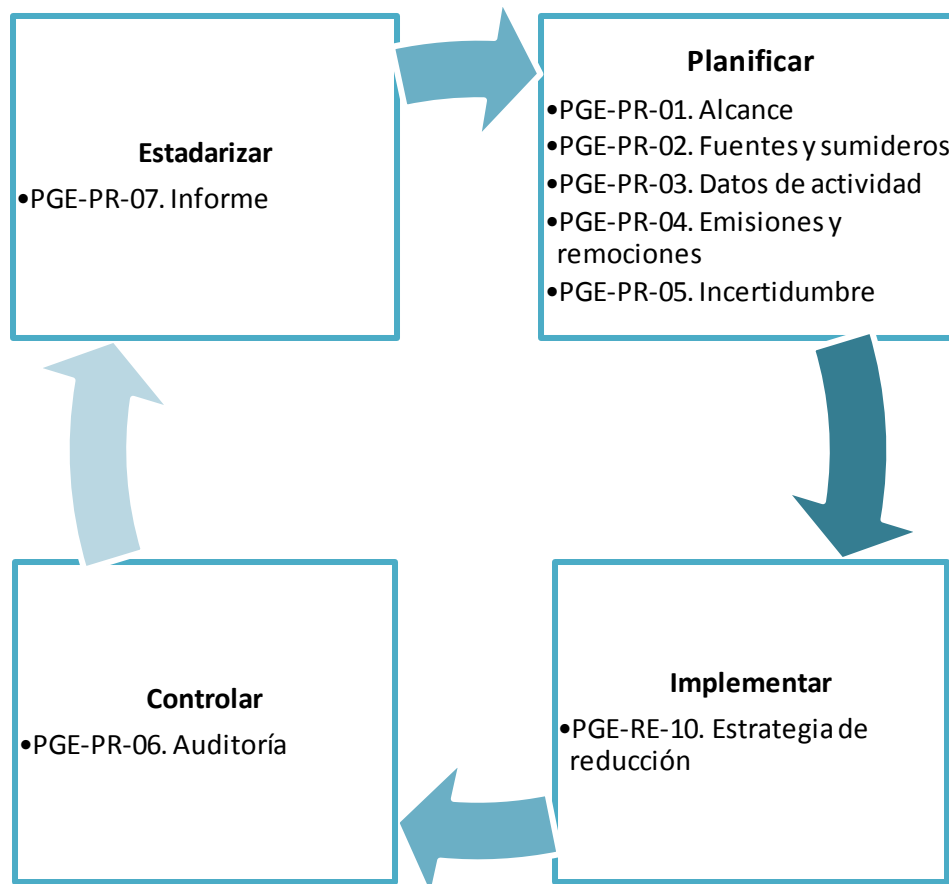 Estadarizar
•PGE-PR-07. Informe
Planificar
•PGE-PR-01. Alcance
•PGE-PR-02. Fuentes y sumideros
•PGE-PR-03. Datos de actividad
•PGE-PR-04. Emisiones y
remociones
•PGE-PR-05. Incertidumbre
Controlar
•PGE-PR-06. Auditoría
Implementar
•PGE-RE-10. Estrategia de
reducción